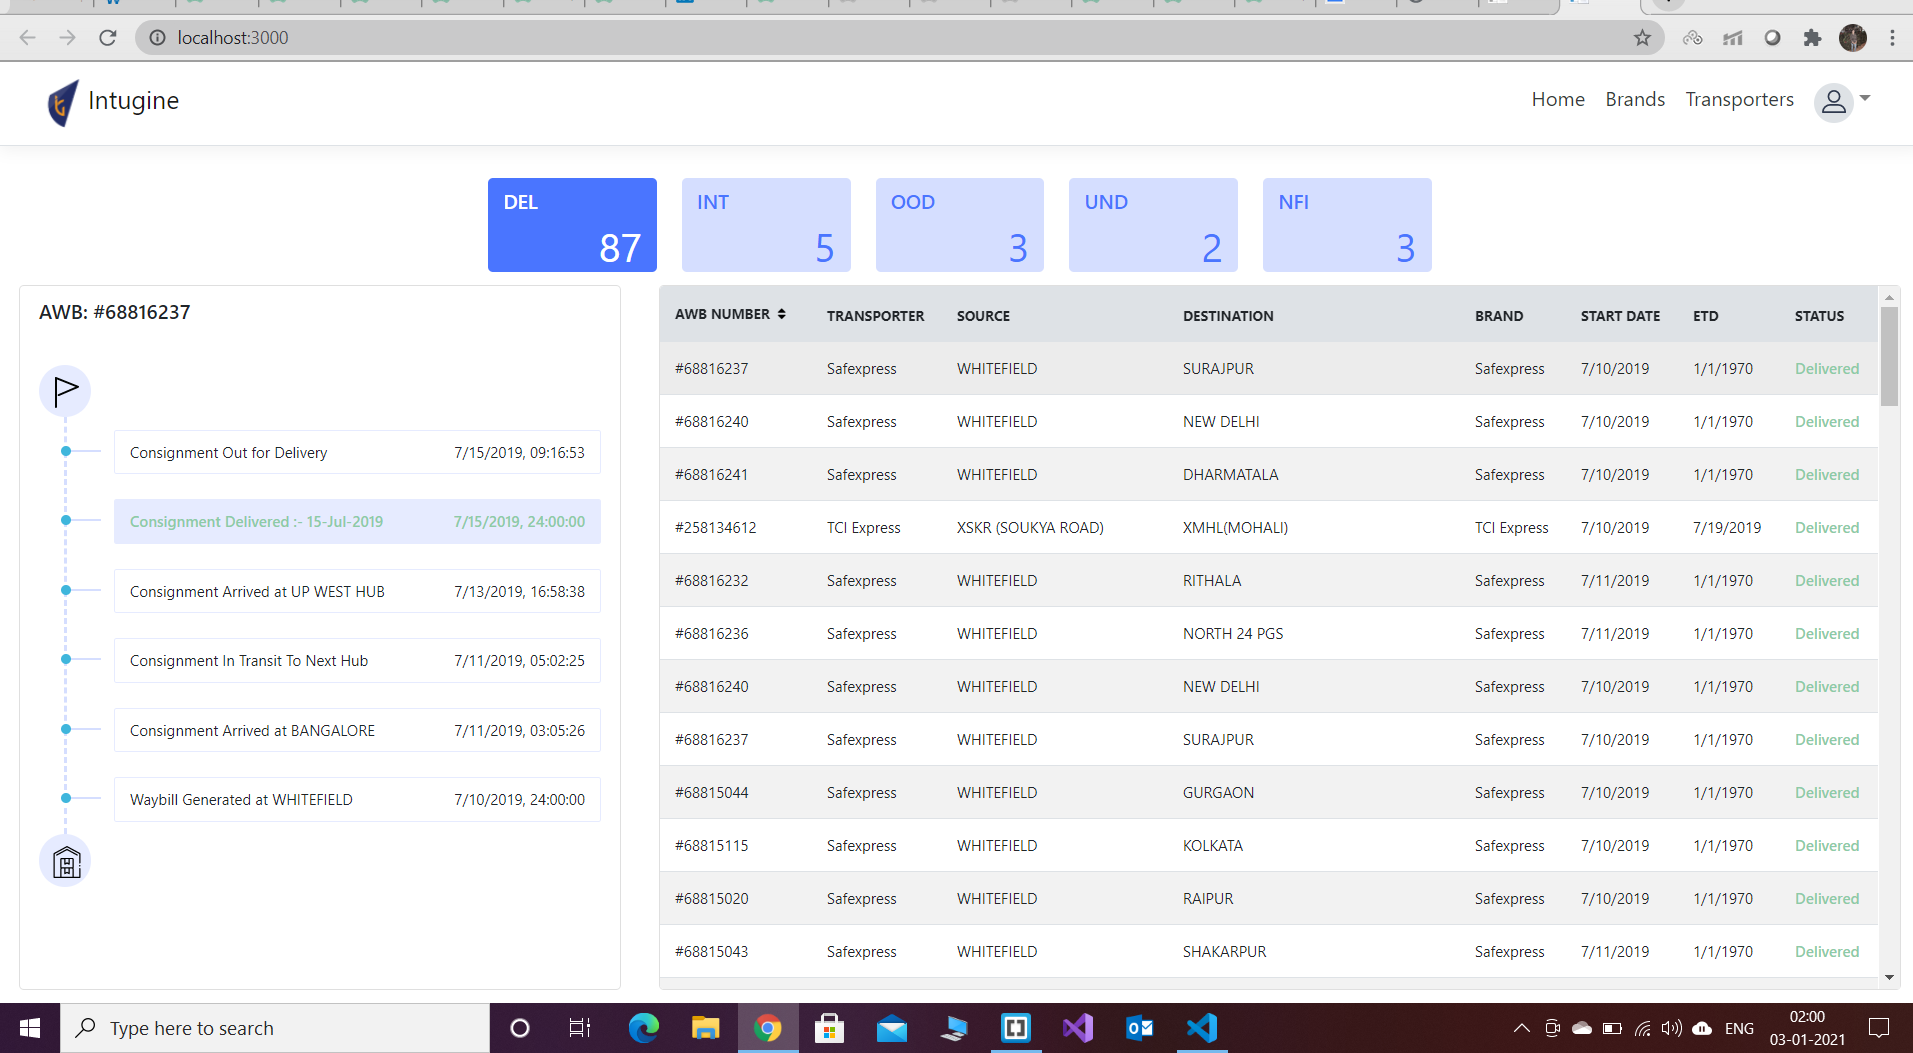 localhost:3000
Intugine
Home Brands Transporters
DEL INT OOD UND NFI
87 5 3 2 3
AWB: #68816237
Consignment Out for Delivery 7/15/2019, 09:16:53
Consignment Delivered :- 15-Jul-2019 7/15/2019, 24:00:00
Consignment Arrived at UP WEST HUB 7/13/2019, 16:58:38
Consignment In Transit To Next Hub 7/11/2019, 05:02:25
Consignment Arrived at BANGALORE 7/11/2019, 03:05:26
Waybill Generated at WHITEFIELD 7/10/2019, 24:00:00
AWB NUMBER TRANSPORTER SOURCE DESTINATION BRAND START DATE ETD STATUS
#68816237 Safexpress WHITEFIELD SURAJPUR Safexpress 7/10/2019 1/1/1970 Delivered
#68816240 Safexpress WHITEFIELD NEW DELHI Safexpress 7/10/2019 1/1/1970 Delivered
#68816241 Safexpress WHITEFIELD DHARMATALA Safexpress 7/10/2019 1/1/1970 Delivered
#258134612 TCI Express XSKR (SOUKYA ROAD) XMHL(MOHALI) TCI Express 7/10/2019 7/19/2019 Delivered
#68816232 Safexpress WHITEFIELD RITHALA Safexpress 7/11/2019 1/1/1970 Delivered
#68816236 Safexpress WHITEFIELD NORTH 24 PGS Safexpress 7/11/2019 1/1/1970 Delivered
#68816240 Safexpress WHITEFIELD NEW DELHI Safexpress 7/10/2019 1/1/1970 Delivered
#68816237 Safexpress WHITEFIELD SURAJPUR Safexpress 7/10/2019 1/1/1970 Delivered
#68815044 Safexpress WHITEFIELD GURGAON Safexpress 7/10/2019 1/1/1970 Delivered
#68815115 Safexpress WHITEFIELD KOLKATA Safexpress 7/10/2019 1/1/1970 Delivered
#68815020 Safexpress WHITEFIELD RAIPUR Safexpress 7/10/2019 1/1/1970 Delivered
#68815043 Safexpress WHITEFIELD SHAKARPUR Safexpress 7/11/2019 1/1/1970 Delivered
Type here to search
ENG
02:00
03-01-2021